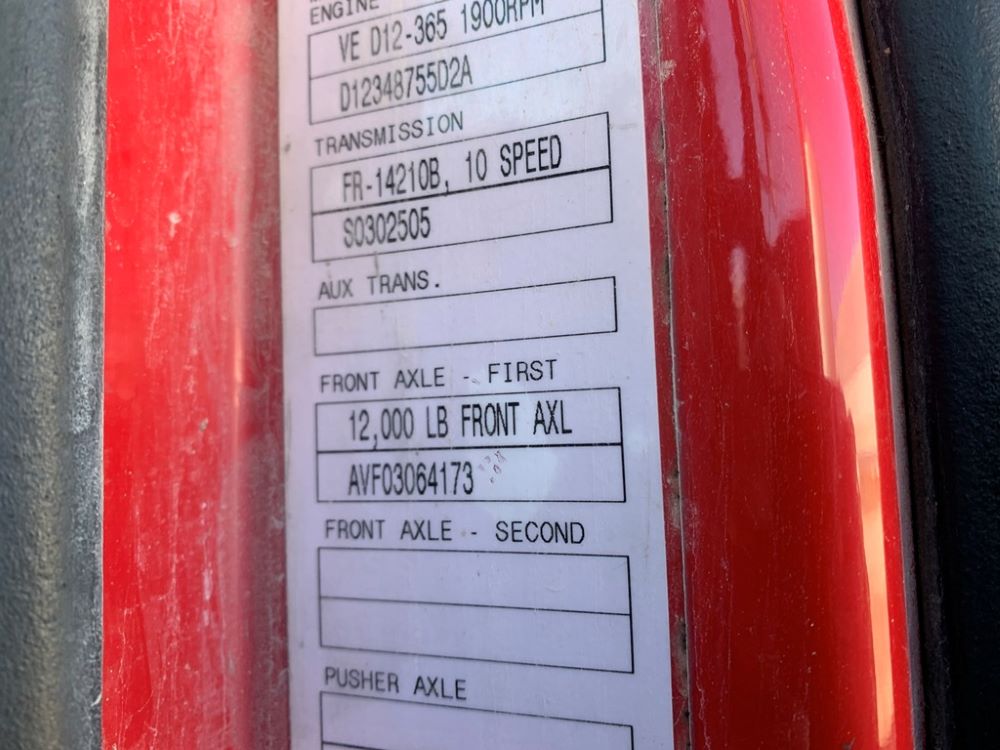 ENGINE
VE D12-365 1900RPM
D12348755D2A
TRANSMISSION
FR-14210B, 10 SPEED
S0302505
AUX TRANS.
FRONT AXLE - FIRST
12,000 LB FRONT AXL
AVF03064173
FRONT AXLE - SECOND
PUSHER AXLE